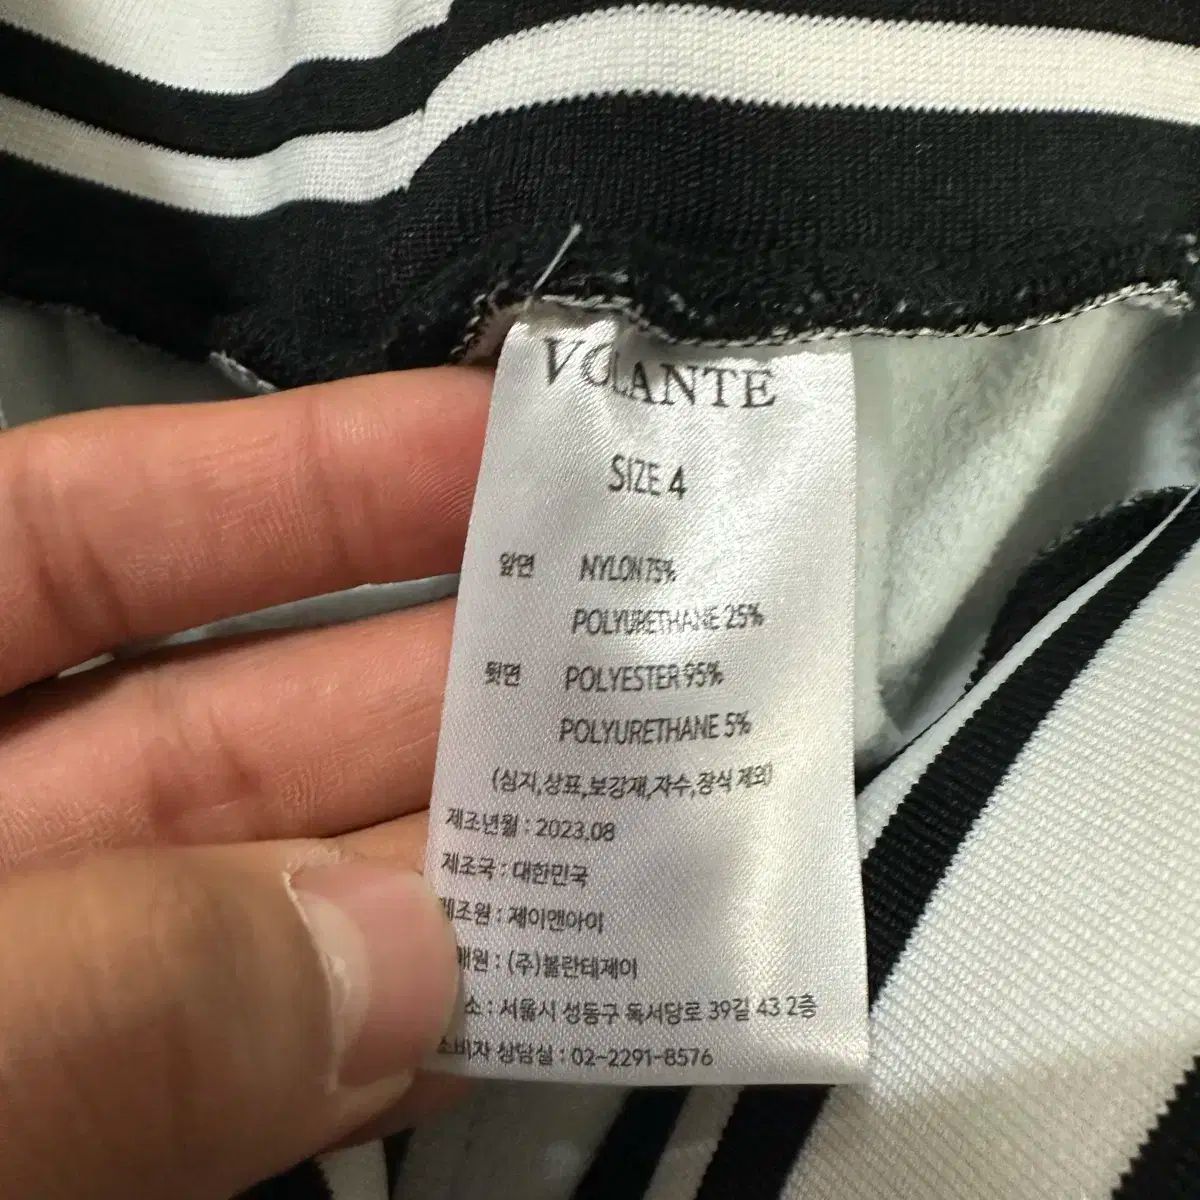 VOLANTE
SIZE 4
앞면 NYLON 75%
POLYURETHANE 25%
뒷면 POLYESTER 95%
POLYURETHANE 5%
(심지,상표,보강재,자수,장식 제외)
제조년월 : 2023.08
제조국 : 대한민국
제조원 : 제이앤아이
매원 : (주)볼란테제이
소 : 서울시 성동구 독서당로 39길 43 2층
소비자 상담실 : 02-2291-8576